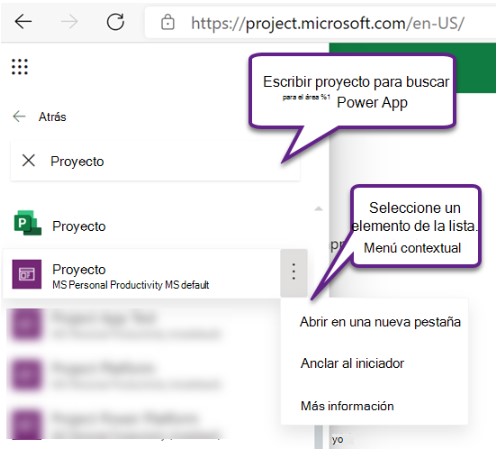 https://project.microsoft.com/en-US/
Escribir proyecto para buscar
para el área %1
Power App
Atrás
Proyecto
Proyecto
Seleccione un
elemento de la lista.
Menú contextual
Proyecto
MS Personal Productivity MS default
Abrir en una nueva pestaña
Anclar al iniciador
Más información
yo